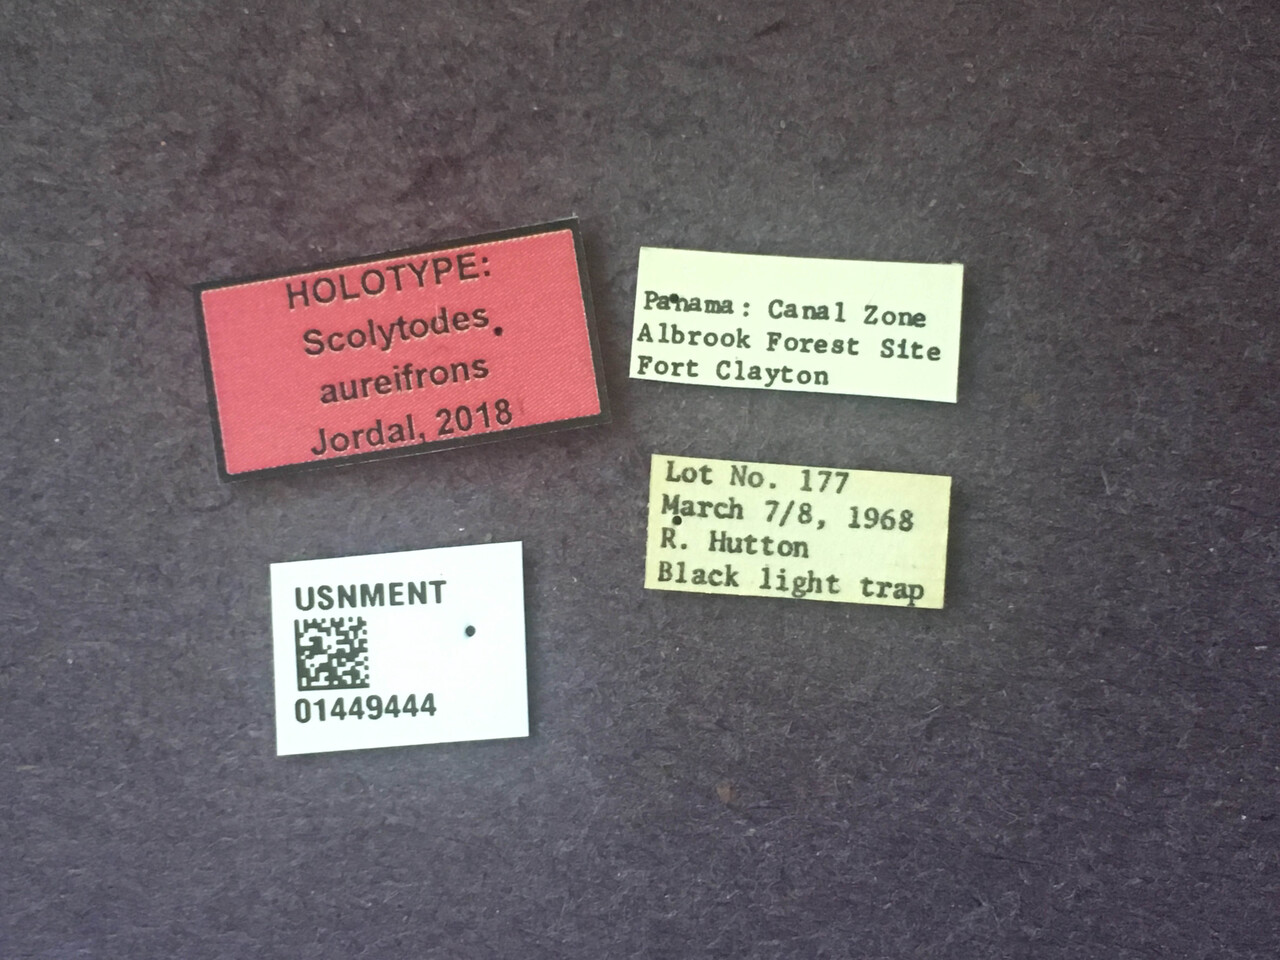 HOLOTYPE:
Scolytodes
aureifrons
Jordal, 2018
Panama: Canal Zone
Albrook Forest Site
Fort Clayton
Lot No. 177
March 7/8, 1968
R. Hutton
Black light trap
USNMENT
01449444